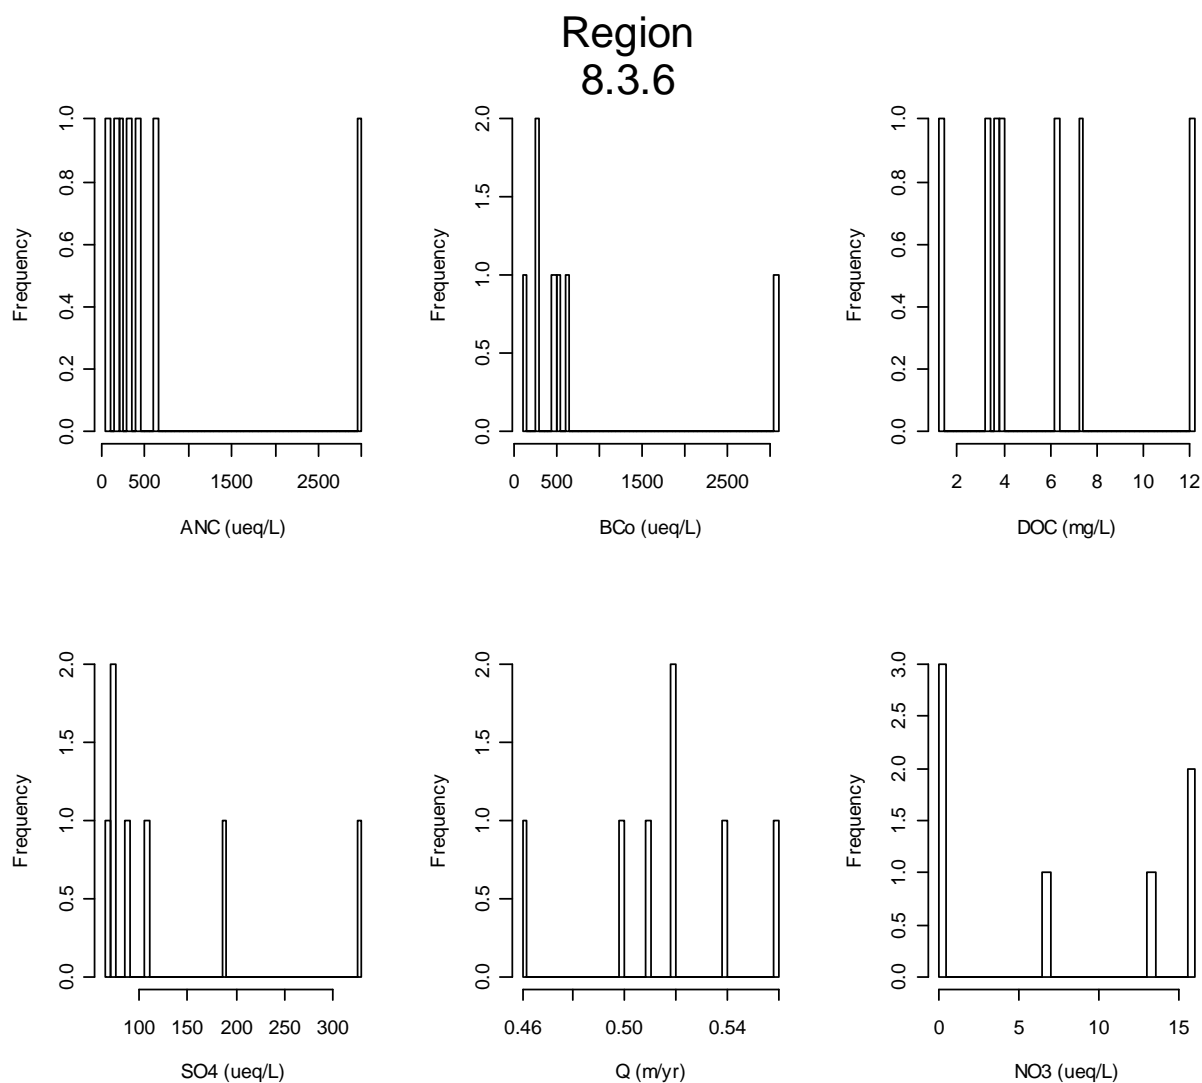 Region
8.3.6
Frequency
0.0 0.2 0.4 0.6 0.8 1.0
0 500 1500 2500
ANC (ueq/L)
Frequency
0.0 0.5 1.0 1.5 2.0
0 500 1500 2500
BCo (ueq/L)
Frequency
0.0 0.2 0.4 0.6 0.8 1.0
2 4 6 8 10 12
DOC (mg/L)
Frequency
0.0 0.5 1.0 1.5 2.0
100 150 200 250 300
SO4 (ueq/L)
Frequency
0.0 0.5 1.0 1.5 2.0
0.46 0.50 0.54
Q (m/yr)
Frequency
0.0 0.5 1.0 1.5 2.0 2.5 3.0
0 5 10 15
NO3 (ueq/L)